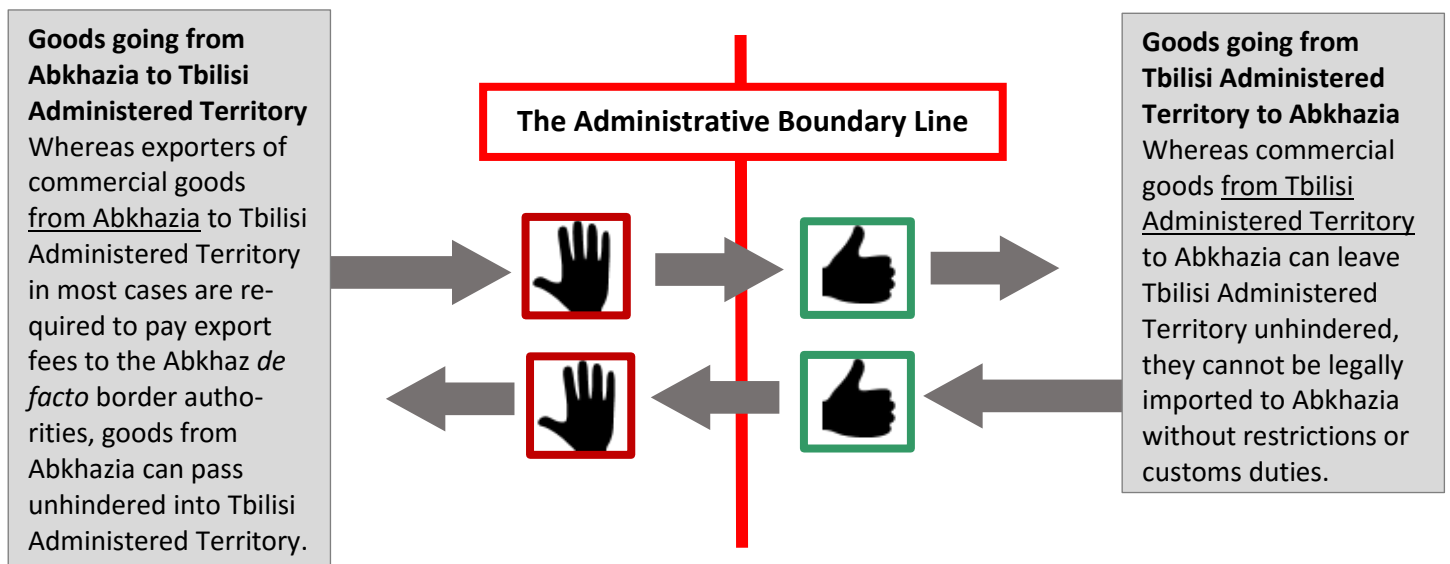 Goods going from
Abkhazia to Tbilisi
Administered Territory
Whereas exporters of
commercial goods
from Abkhazia to Tbilisi
Administered Territory
in most cases are re-
quired to pay export
fees to the Abkhaz de
facto border autho-
rities, goods from
Abkhazia can pass
unhindered into Tbilisi
Administered Territory.
The Administrative Boundary Line
Goods going from
Tbilisi Administered
Territory to Abkhazia
Whereas commercial
goods from Tbilisi
Administered Territory
to Abkhazia can leave
Tbilisi Administered
Territory unhindered,
they cannot be legally
imported to Abkhazia
without restrictions or
customs duties.